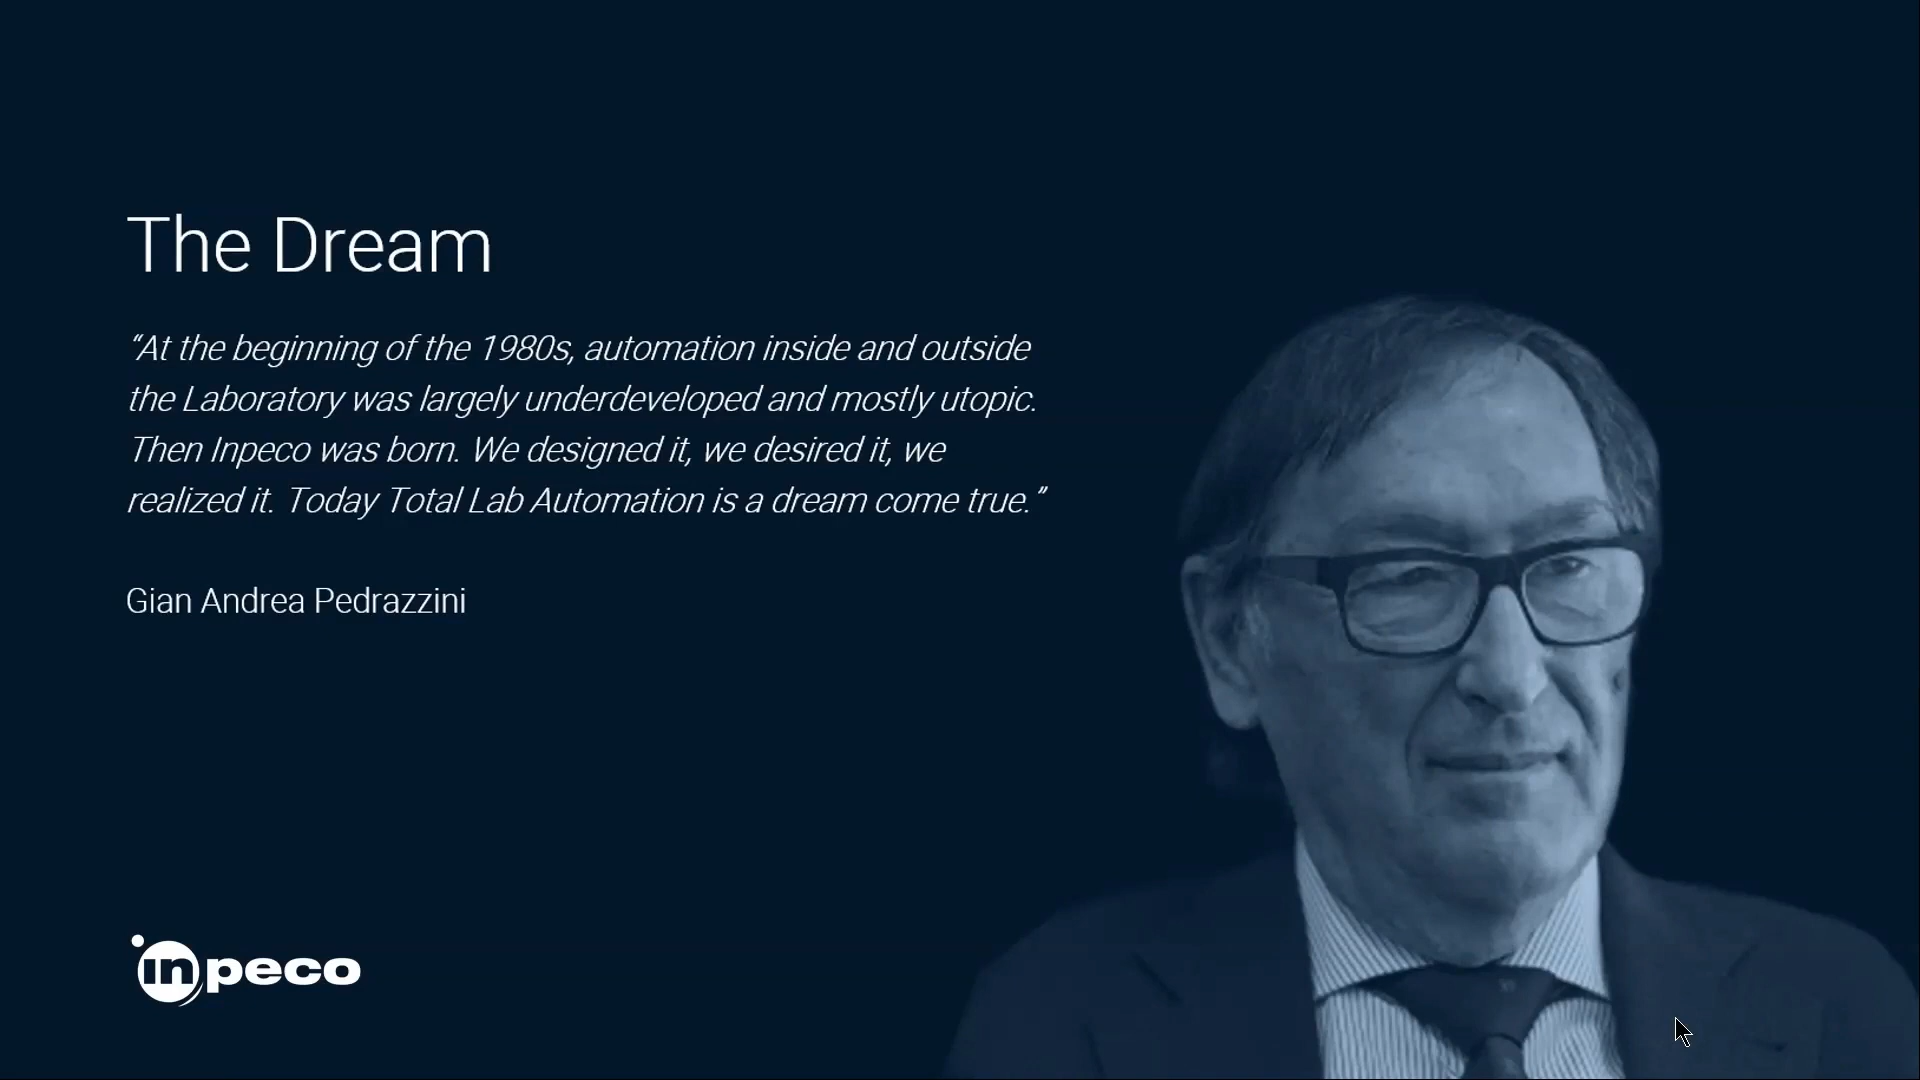 The Dream
“At the beginning of the 1980s, automation inside and outside
the Laboratory was largely underdeveloped and mostly utopic.
Then Inpeco was born. We designed it, we desired it, we
realized it. Today Total Lab Automation is a dream come true.”
Gian Andrea Pedrazzini
inpeco